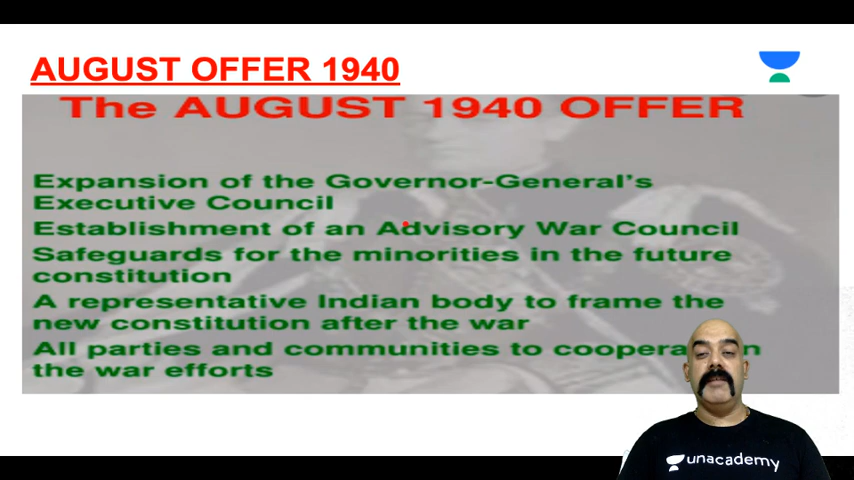 AUGUST OFFER 1940
The AUGUST 1940 OFFER
Expansion of the Governor-General's
Executive Council
Establishment of an Advisory War Council
Safeguards for the minorities in the future
constitution
A representative Indian body to frame the
new constitution after the war
All parties and communities to
the war efforts
unacademy